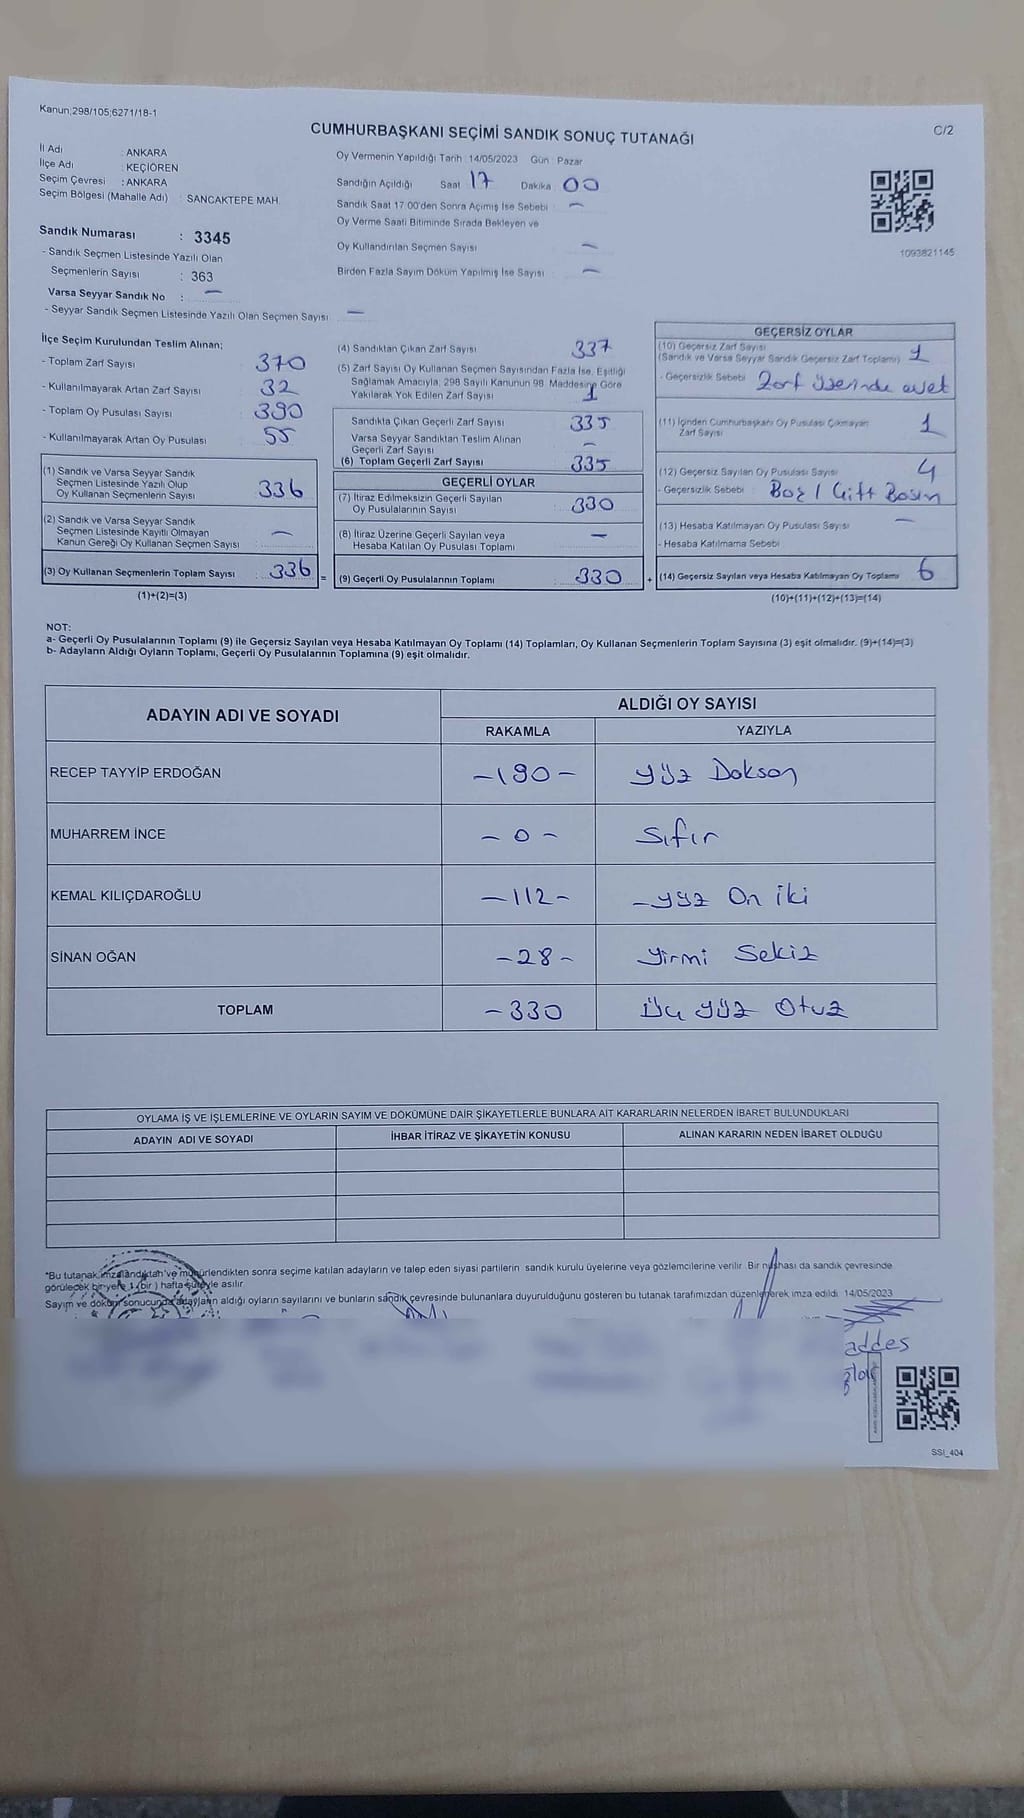 Kanun;298/105;6271/18-1
CUMHURBAŞKANI SEÇİMİ SANDIK SONUÇ TUTANAĞI
C/2
İl Adı : ANKARA
İlçe Adı : KEÇİÖREN
Seçim Çevresi : ANKARA
Seçim Bölgesi (Mahalle Adı) : SANCAKTEPE MAH.
Sandık Numarası : 3345
- Sandık Seçmen Listesinde Yazılı Olan
Seçmenlerin Sayısı : 363
Varsa Seyyar Sandık No : —
- Seyyar Sandık Seçmen Listesinde Yazılı Olan Seçmen Sayısı —
Oy Vermenin Yapıldığı Tarih : 14/05/2023 Gün : Pazar
Sandığın Açıldığı Saat 17 Dakika 00
Sandık Saat 17:00'den Sonra Açımış İse Sebebi —
Oy Verme Saati Bitiminde Sırada Bekleyen ve
Oy Kullandırılan Seçmen Sayısı —
Birden Fazla Sayım Döküm Yapılmış İse Sayısı —
1093821145
İlçe Seçim Kurulundan Teslim Alınan;
- Toplam Zarf Sayısı 370
- Kullanılmayarak Artan Zarf Sayısı 32
- Toplam Oy Pusulası Sayısı 390
- Kullanılmayarak Artan Oy Pusulası 55
(1) Sandık ve Varsa Seyyar Sandık
Seçmen Listesinde Yazılı Olup
Oy Kullanan Seçmenlerin Sayısı 336
(2) Sandık ve Varsa Seyyar Sandık
Seçmen Listesinde Kayıtlı Olmayan
Kanun Gereği Oy Kullanan Seçmen Sayısı —
(3) Oy Kullanan Seçmenlerin Toplam Sayısı : 336 =
(1)+(2)=(3)
(4) Sandıktan Çıkan Zarf Sayısı 337
(5) Zarf Sayısı Oy Kullanan Seçmen Sayısından Fazla İse, Eşitliği
Sağlamak Amacıyla, 298 Sayılı Kanunun 98. Maddesine Göre
Yakılarak Yok Edilen Zarf Sayısı 1
Sandıkta Çıkan Geçerli Zarf Sayısı 335
Varsa Seyyar Sandıktan Teslim Alınan
Geçerli Zarf Sayısı —
(6) Toplam Geçerli Zarf Sayısı 335
GEÇERLİ OYLAR
(7) İtiraz Edilmeksizin Geçerli Sayılan
Oy Pusulalarının Sayısı 330
(8) İtiraz Üzerine Geçerli Sayılan veya
Hesaba Katılan Oy Pusulası Toplamı —
(9) Geçerli Oy Pusulalarının Toplamı 330 +
GEÇERSİZ OYLAR
(10) Geçersiz Zarf Sayısı
(Sandık ve Varsa Seyyar Sandık Geçersiz Zarf Toplamı) 1
- Geçersizlik Sebebi Zarf üzerinde evet
(11) İçinden Cumhurbaşkanı Oy Pusulası Çıkmayan
Zarf Sayısı 1
(12) Geçersiz Sayılan Oy Pusulası Sayısı 4
- Geçersizlik Sebebi Boş / Çift Basım
(13) Hesaba Katılmayan Oy Pusulası Sayısı —
- Hesaba Katılmama Sebebi
(14) Geçersiz Sayılan veya Hesaba Katılmayan Oy Toplamı 6
(10)+(11)+(12)+(13)=(14)
NOT:
a- Geçerli Oy Pusulalarının Toplamı (9) ile Geçersiz Sayılan veya Hesaba Katılmayan Oy Toplamı (14) Toplamları, Oy Kullanan Seçmenlerin Toplam Sayısına (3) eşit olmalıdır. (9)+(14)=(3)
b- Adayların Aldığı Oyların Toplamı, Geçerli Oy Pusulalarının Toplamına (9) eşit olmalıdır.
ADAYIN ADI VE SOYADI ALDIĞI OY SAYISI
RAKAMLA YAZIYLA
RECEP TAYYİP ERDOĞAN —190— Yüz Doksan
MUHARREM İNCE — 0 — Sıfır
KEMAL KILIÇDAROĞLU —112— —yüz On iki
SİNAN OĞAN —28— Yirmi Sekiz
TOPLAM —330 Üç yüz Otuz
OYLAMA İŞ VE İŞLEMLERİNE VE OYLARIN SAYIM VE DÖKÜMÜNE DAİR ŞİKAYETLERLE BUNLARA AİT KARARLARIN NELERDEN İBARET BULUNDUKLARI
ADAYIN ADI VE SOYADI İHBAR İTİRAZ VE ŞİKAYETİN KONUSU ALINAN KARARIN NEDEN İBARET OLDUĞU
*Bu tutanak imzalandıktan ve mühürlendikten sonra seçime katılan adayların ve talep eden siyasi partilerin sandık kurulu üyelerine veya gözlemcilerine verilir. Bir nüshası da sandık çevresinde
görülecek bir yere 1 (bir) hafta süreyle asılır.
Sayım ve döküm sonucunda adayların aldığı oyların sayılarını ve bunların sandık çevresinde bulunanlara duyurulduğunu gösteren bu tutanak tarafımızdan düzenlenerek imza edildi. 14/05/2023
addes
SSI_404